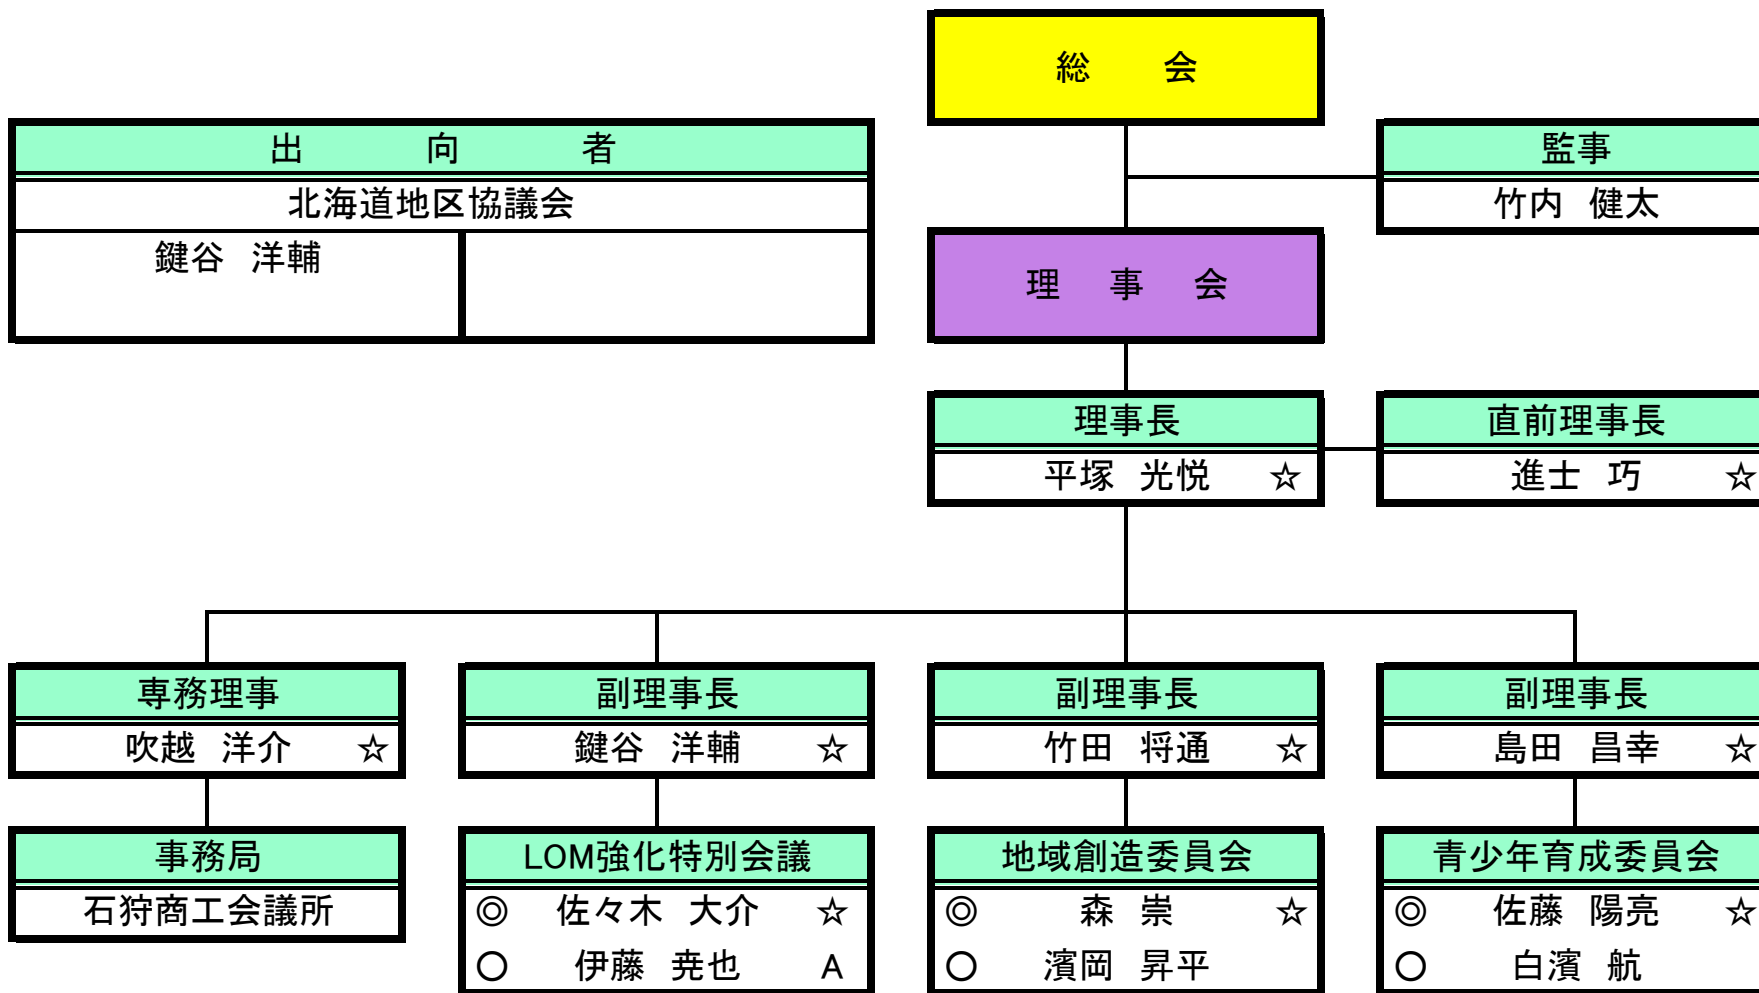 総 会
出 向 者
北海道地区協議会
鍵谷 洋輔
監事
竹内 健太
理 事 会
理事長
平塚 光悦 ☆
直前理事長
進士 巧 ☆
専務理事
吹越 洋介 ☆
副理事長
鍵谷 洋輔 ☆
副理事長
竹田 将通 ☆
副理事長
島田 昌幸 ☆
事務局
石狩商工会議所
LOM強化特別会議
◎ 佐々木 大介 ☆
○ 伊藤 尭也 A
地域創造委員会
◎ 森 崇 ☆
○ 濱岡 昇平
青少年育成委員会
◎ 佐藤 陽亮 ☆
○ 白濱 航